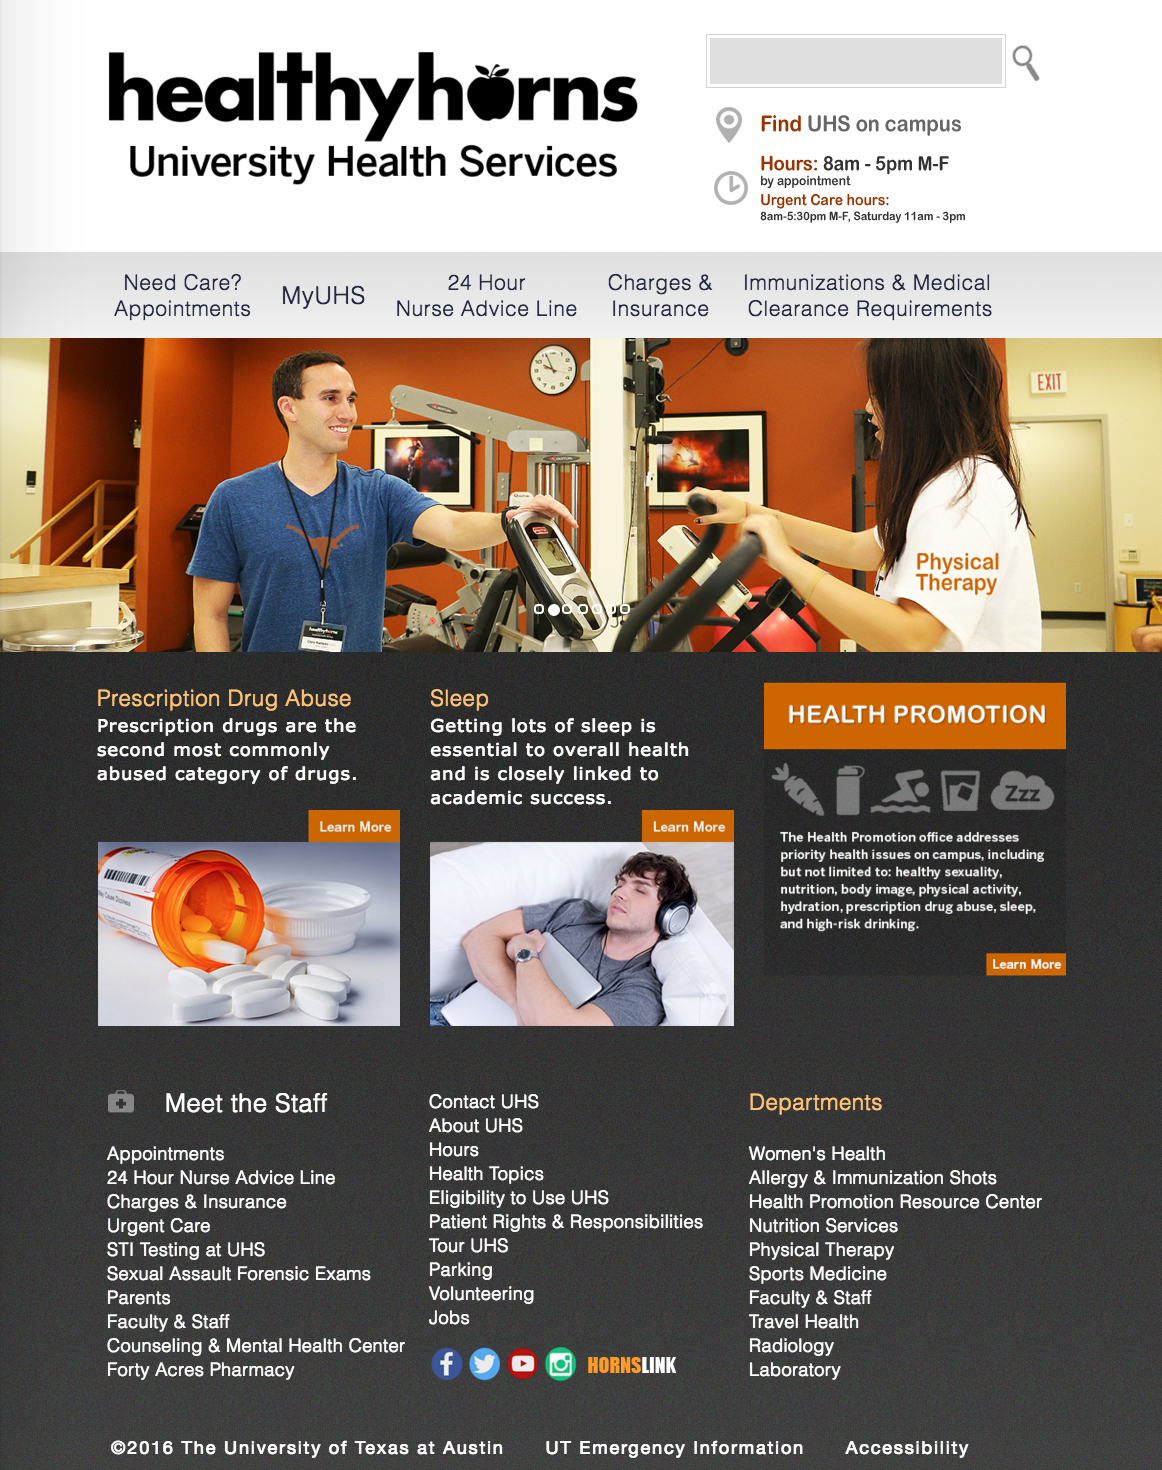 healthyhorns
University Health Services
Find UHS on campus
Hours: 8am - 5pm M-F
by appointment
Urgent Care hours:
8am-5:30pm M-F, Saturday 11am - 3pm
Need Care?
Appointments
MyUHS
24 Hour
Nurse Advice Line
Charges &
Insurance
Immunizations & Medical
Clearance Requirements
EXIT
Physical
Therapy
healthyhorns
Prescription Drug Abuse
Prescription drugs are the
second most commonly
abused category of drugs.
Learn More
Sleep
Getting lots of sleep is
essential to overall health
and is closely linked to
academic success.
Learn More
HEALTH PROMOTION
Zzz
The Health Promotion office addresses
priority health issues on campus, including
but not limited to: healthy sexuality,
nutrition, body image, physical activity,
hydration, prescription drug abuse, sleep,
and high-risk drinking.
Learn More
Meet the Staff
Appointments
24 Hour Nurse Advice Line
Charges & Insurance
Urgent Care
STI Testing at UHS
Sexual Assault Forensic Exams
Parents
Faculty & Staff
Counseling & Mental Health Center
Forty Acres Pharmacy
Contact UHS
About UHS
Hours
Health Topics
Eligibility to Use UHS
Patient Rights & Responsibilities
Tour UHS
Parking
Volunteering
Jobs
HORNSLINK
Departments
Women's Health
Allergy & Immunization Shots
Health Promotion Resource Center
Nutrition Services
Physical Therapy
Sports Medicine
Faculty & Staff
Travel Health
Radiology
Laboratory
©2016 The University of Texas at Austin
UT Emergency Information
Accessibility